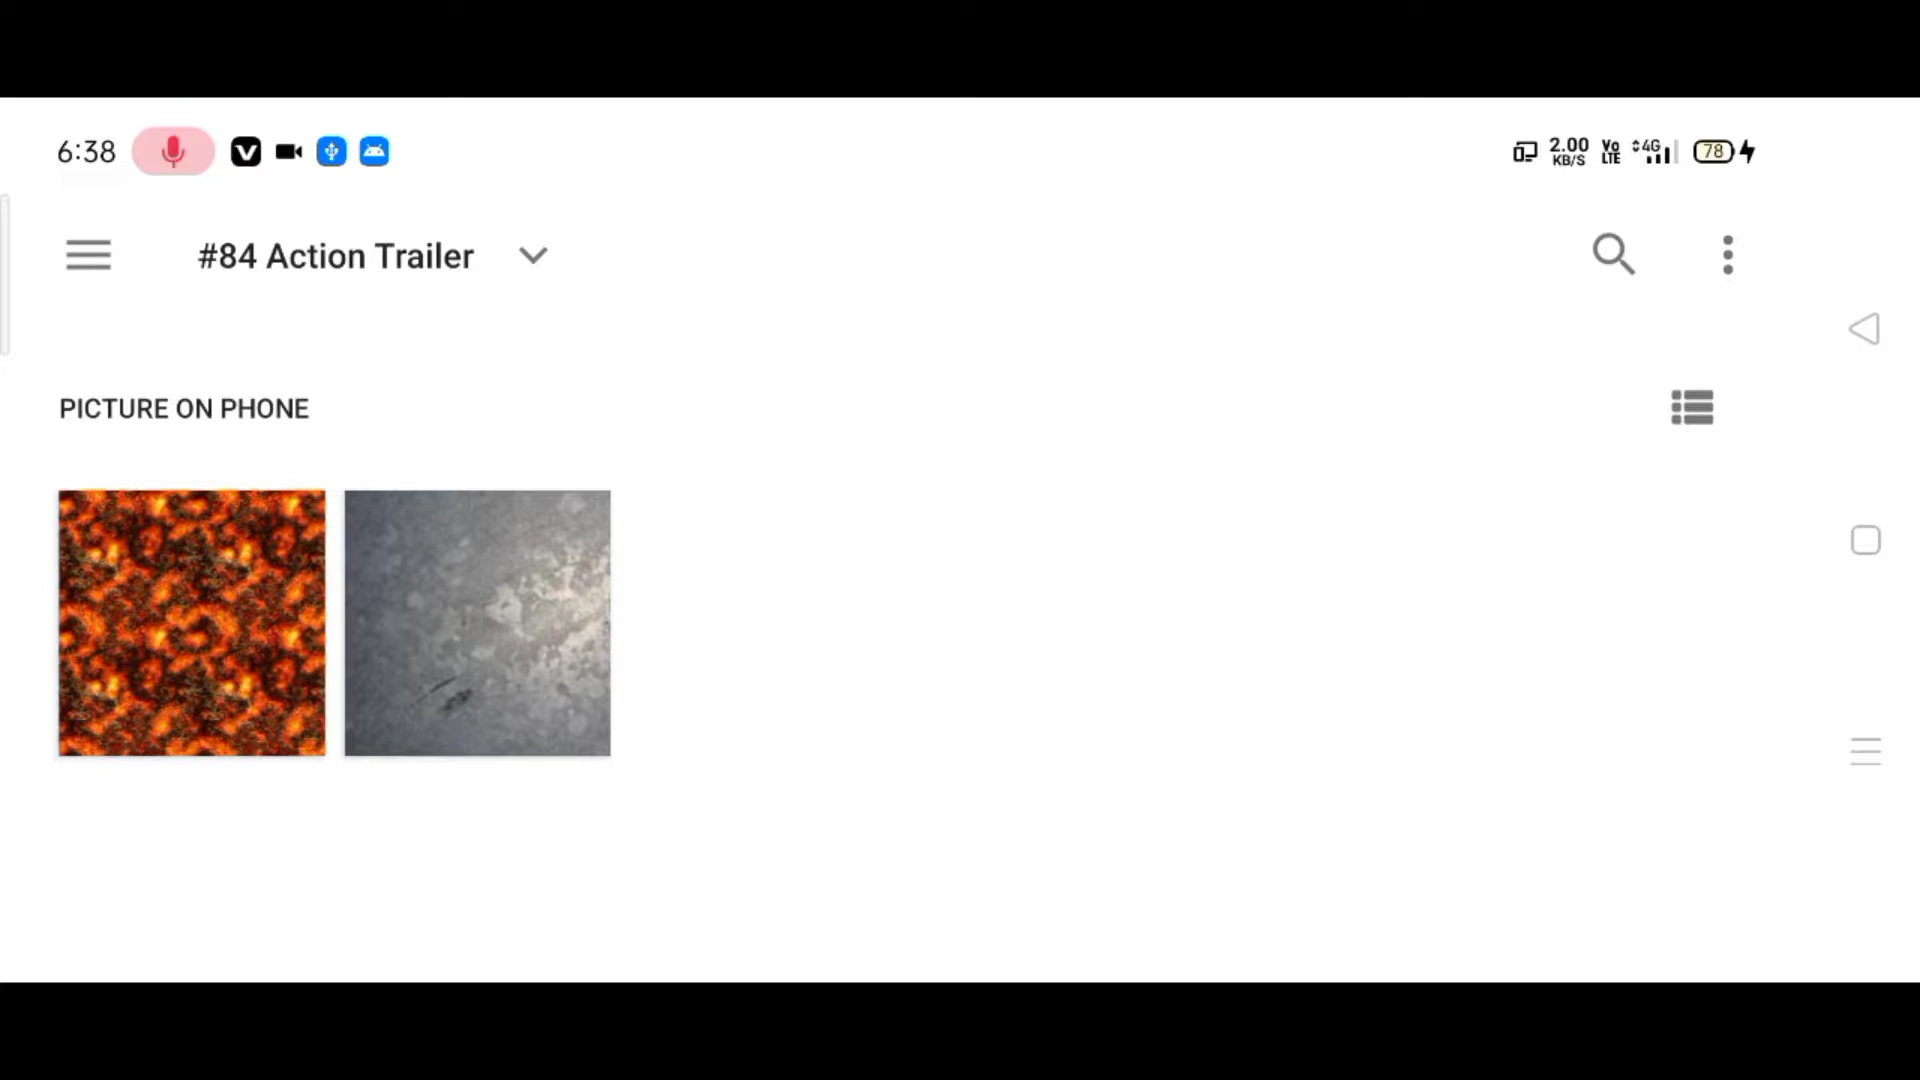 6:38
2.00 KB/S Vo LTE 4G 78
#84 Action Trailer
PICTURE ON PHONE